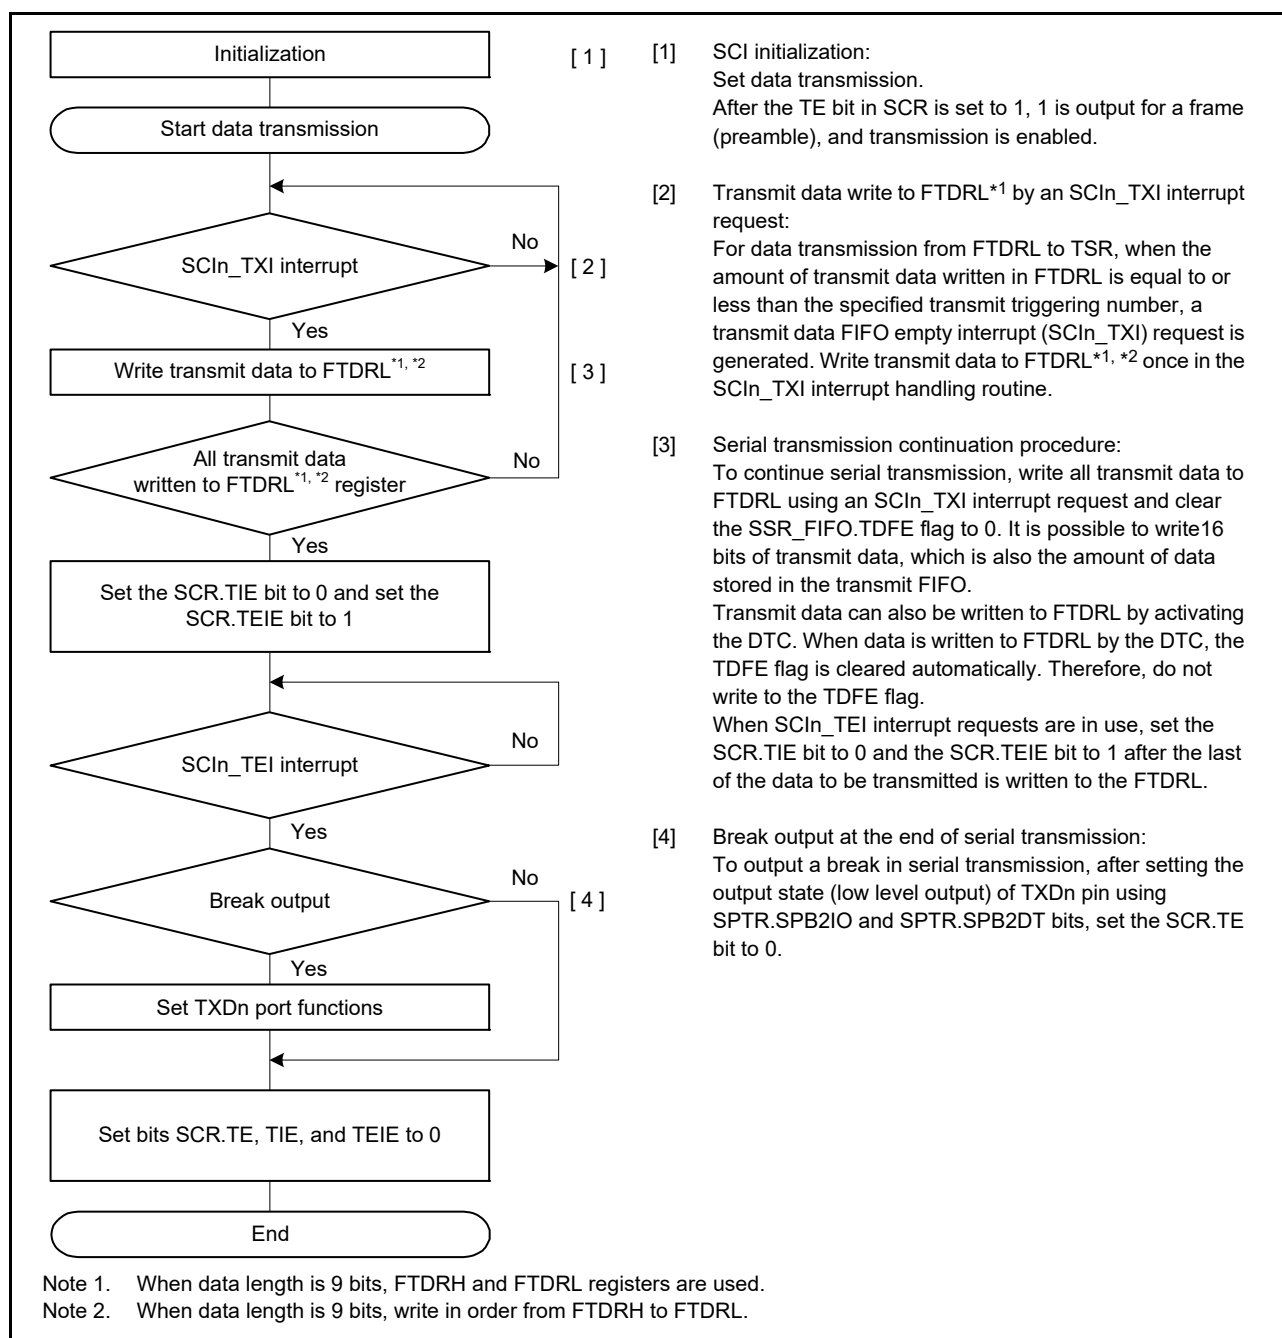 Initialization
[ 1 ]
Start data transmission
No
SCIn_TXI interrupt
[ 2 ]
Yes
Write transmit data to FTDRL*1, *2
[ 3 ]
All transmit data
written to FTDRL*1, *2 register
No
Yes
Set the SCR.TIE bit to 0 and set the
SCR.TEIE bit to 1
No
SCIn_TEI interrupt
Yes
No
Break output
[ 4 ]
Yes
Set TXDn port functions
Set bits SCR.TE, TIE, and TEIE to 0
End
[1] SCI initialization:
Set data transmission.
After the TE bit in SCR is set to 1, 1 is output for a frame
(preamble), and transmission is enabled.
[2] Transmit data write to FTDRL*1 by an SCIn_TXI interrupt
request:
For data transmission from FTDRL to TSR, when the
amount of transmit data written in FTDRL is equal to or
less than the specified transmit triggering number, a
transmit data FIFO empty interrupt (SCIn_TXI) request is
generated. Write transmit data to FTDRL*1, *2 once in the
SCIn_TXI interrupt handling routine.
[3] Serial transmission continuation procedure:
To continue serial transmission, write all transmit data to
FTDRL using an SCIn_TXI interrupt request and clear
the SSR_FIFO.TDFE flag to 0. It is possible to write16
bits of transmit data, which is also the amount of data
stored in the transmit FIFO.
Transmit data can also be written to FTDRL by activating
the DTC. When data is written to FTDRL by the DTC, the
TDFE flag is cleared automatically. Therefore, do not
write to the TDFE flag.
When SCIn_TEI interrupt requests are in use, set the
SCR.TIE bit to 0 and the SCR.TEIE bit to 1 after the last
of the data to be transmitted is written to the FTDRL.
[4] Break output at the end of serial transmission:
To output a break in serial transmission, after setting the
output state (low level output) of TXDn pin using
SPTR.SPB2IO and SPTR.SPB2DT bits, set the SCR.TE
bit to 0.
Note 1. When data length is 9 bits, FTDRH and FTDRL registers are used.
Note 2. When data length is 9 bits, write in order from FTDRH to FTDRL.